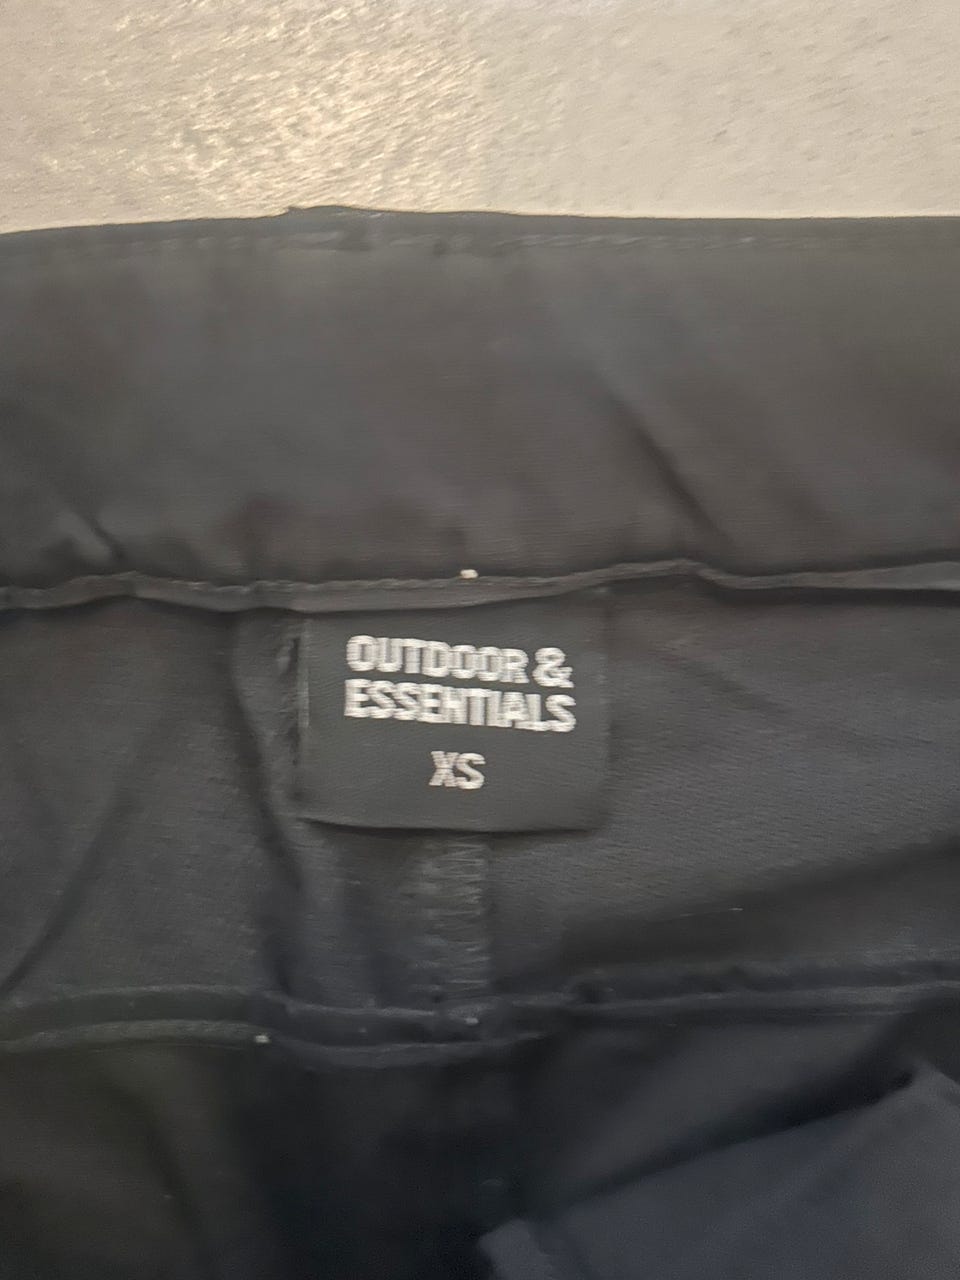 OUTDOOR &
ESSENTIALS
XS